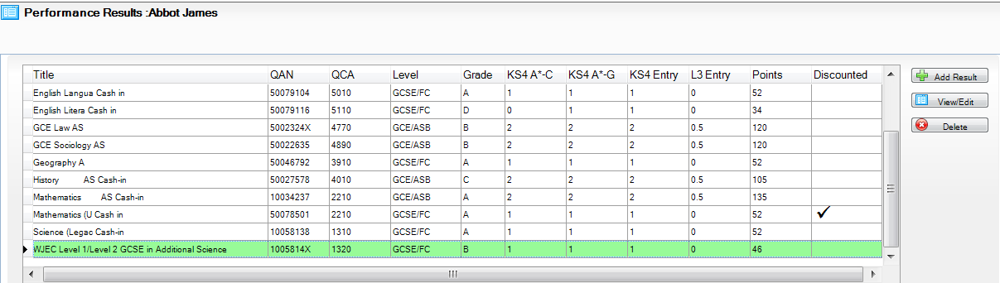 Performance Results :Abbot James
Title QAN QCA Level Grade KS4 A*-C KS4 A*-G KS4 Entry L3 Entry Points Discounted
English Langua Cash in 50079104 5010 GCSE/FC A 1 1 1 0 52
English Litera Cash in 50079116 5110 GCSE/FC D 0 1 1 0 34
GCE Law AS 5002324X 4770 GCE/ASB B 2 2 2 0.5 120
GCE Sociology AS 50022635 4890 GCE/ASB B 2 2 2 0.5 120
Geography A 50046792 3910 GCSE/FC A 1 1 1 0 52
History AS Cash-in 50027578 4010 GCE/ASB C 2 2 2 0.5 105
Mathematics AS Cash-in 10034237 2210 GCE/ASB A 2 2 2 0.5 135
Mathematics (U Cash in 50078501 2210 GCSE/FC A 1 1 1 0 52 ✓
Science (Legac Cash-in 10058138 1310 GCSE/FC A 1 1 1 0 52
WJEC Level 1/Level 2 GCSE in Additional Science 1005814X 1320 GCSE/FC B 1 1 1 0 46
Add Result
View/Edit
Delete